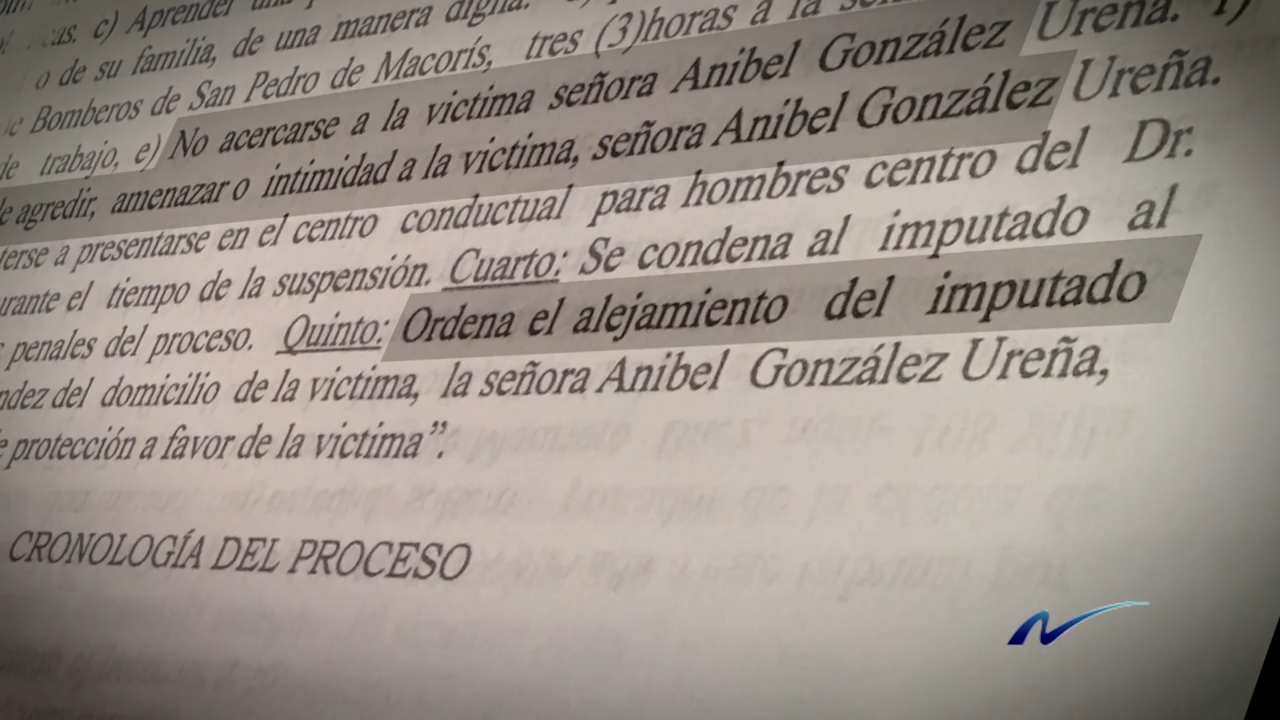 c) Aprender
o de su familia, de una manera digna.
Bomberos de San Pedro de Macorís, tres (3)horas a la
de trabajo, e) No acercarse a la victima señora Anibel González Ureña. f)
de agredir, amenazar o intimidad a la victima, señora Anibel González Ureña.
terse a presentarse en el centro conductual para hombres centro del Dr.
urante el tiempo de la suspensión. Cuarto: Se condena al imputado al
penales del proceso. Quinto: Ordena el alejamiento del imputado
ndez del domicilio de la victima, la señora Anibel González Ureña,
e protección a favor de la victima”.
CRONOLOGÍA DEL PROCESO